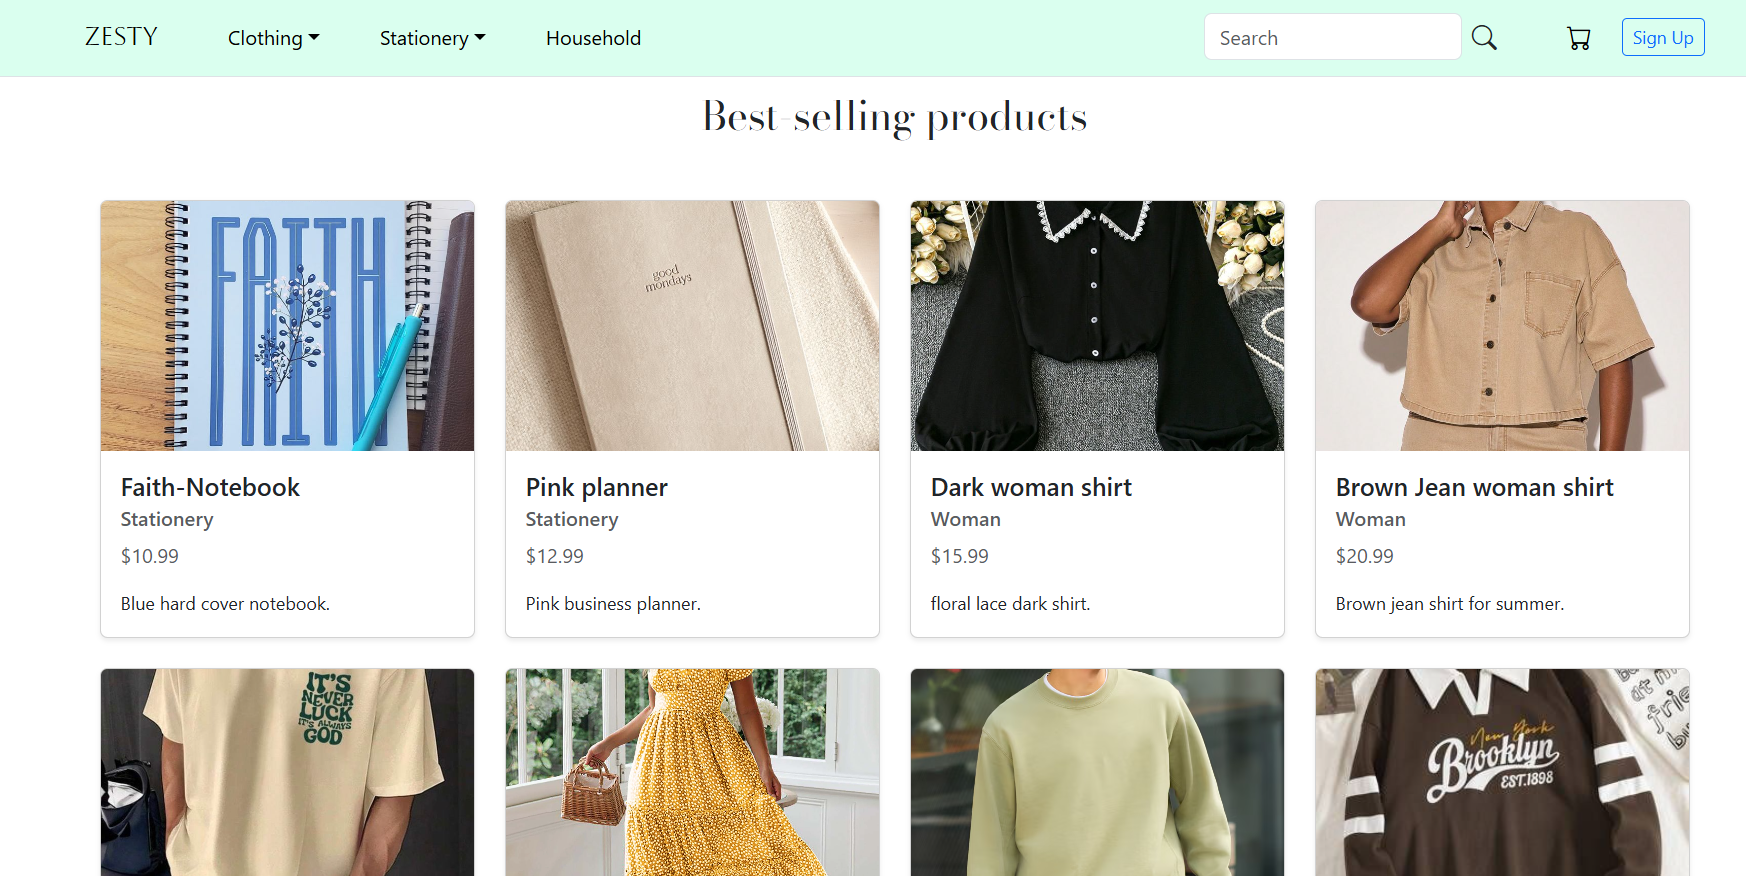 ZESTY
Clothing
Stationery
Household
Search
Sign Up
Best-selling products
FAITH
good
mondays
Faith-Notebook
Stationery
$10.99
Blue hard cover notebook.
Pink planner
Stationery
$12.99
Pink business planner.
Dark woman shirt
Woman
$15.99
floral lace dark shirt.
Brown Jean woman shirt
Woman
$20.99
Brown jean shirt for summer.
IT'S
NEVER
LUCK
IT'S ALWAYS
GOD
New York
Brooklyn
EST.1898